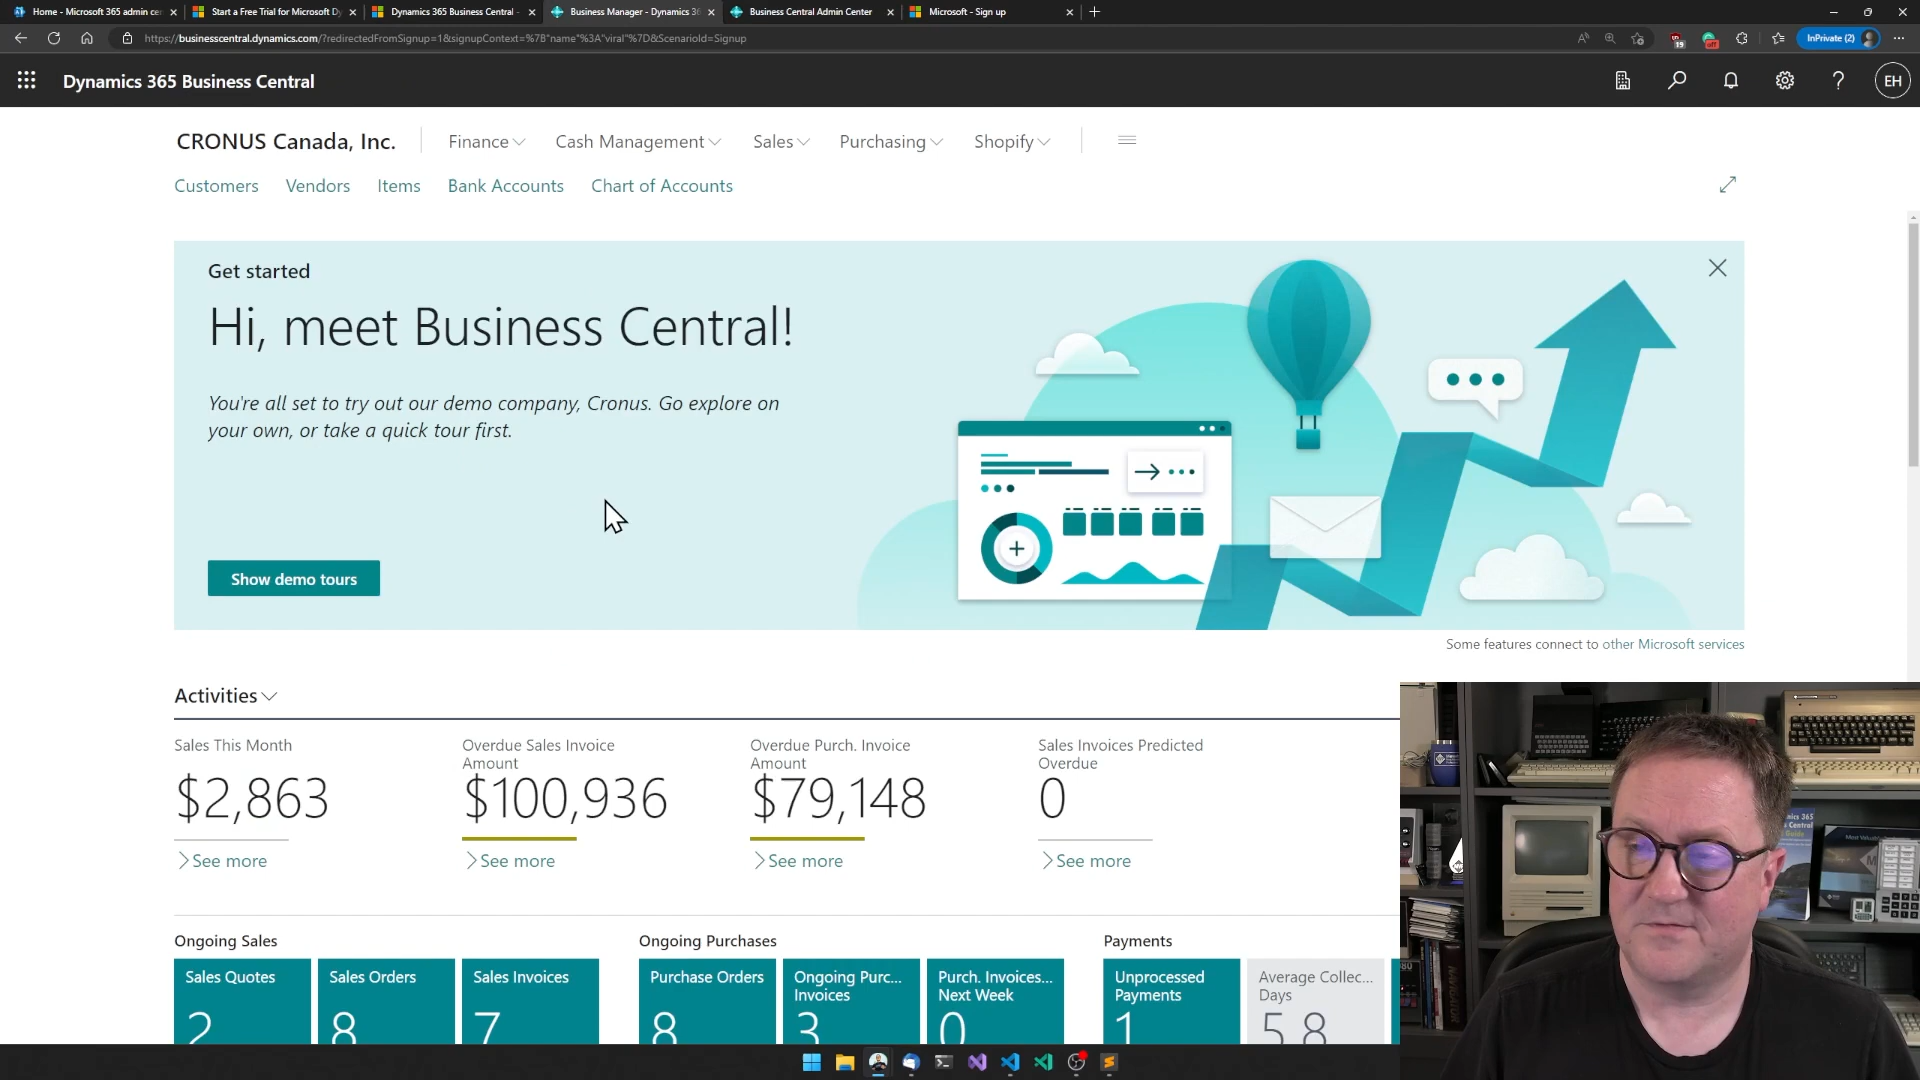 Home - Microsoft 365 admin cen
Start a Free Trial for Microsoft Dy
Dynamics 365 Business Central -
Business Manager - Dynamics 36
Business Central Admin Center
Microsoft - Sign up
https://businesscentral.dynamics.com/?redirectedFromSignup=1&signupContext=%7B"name"%3A"viral"%7D&ScenarioId=Signup
19
off
InPrivate (2)
Dynamics 365 Business Central
EH
CRONUS Canada, Inc.
Finance
Cash Management
Sales
Purchasing
Shopify
Customers
Vendors
Items
Bank Accounts
Chart of Accounts
Get started
Hi, meet Business Central!
You're all set to try out our demo company, Cronus. Go explore on
your own, or take a quick tour first.
Show demo tours
Some features connect to other Microsoft services
Activities
Sales This Month
$2,863
See more
Overdue Sales Invoice
Amount
$100,936
See more
Overdue Purch. Invoice
Amount
$79,148
See more
Sales Invoices Predicted
Overdue
0
See more
Ongoing Sales
Sales Quotes
2
Sales Orders
8
Sales Invoices
7
Ongoing Purchases
Purchase Orders
8
Ongoing Purc...
Invoices
3
Purch. Invoices...
Next Week
0
Payments
Unprocessed
Payments
1
Average Collec...
Days
5.8